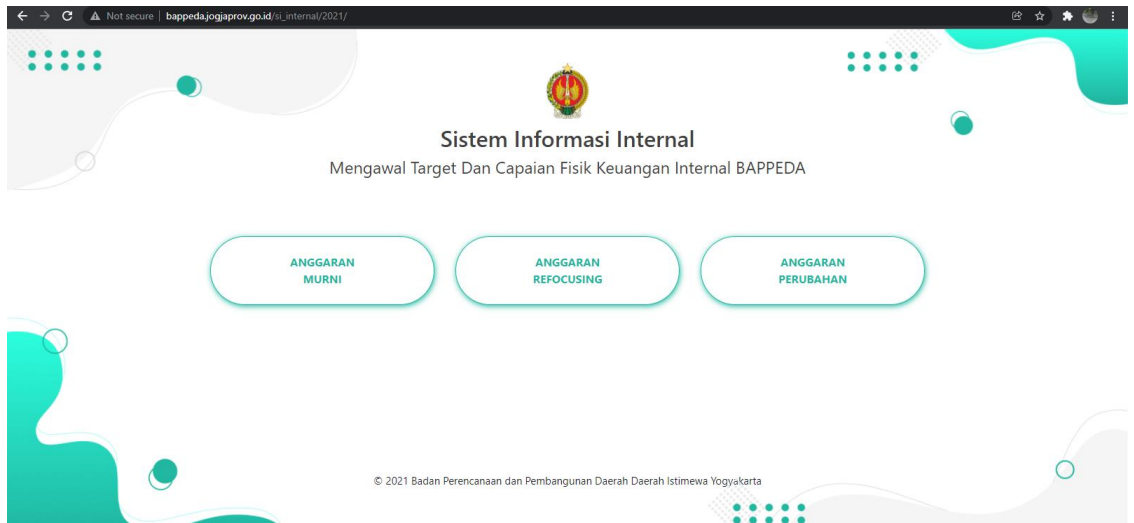 Not secure | bappeda.jogjaprov.go.id/si_internal/2021/
Sistem Informasi Internal
Mengawal Target Dan Capaian Fisik Keuangan Internal BAPPEDA
ANGGARAN
MURNI
ANGGARAN
REFOCUSING
ANGGARAN
PERUBAHAN
© 2021 Badan Perencanaan dan Pembangunan Daerah Daerah Istimewa Yogyakarta